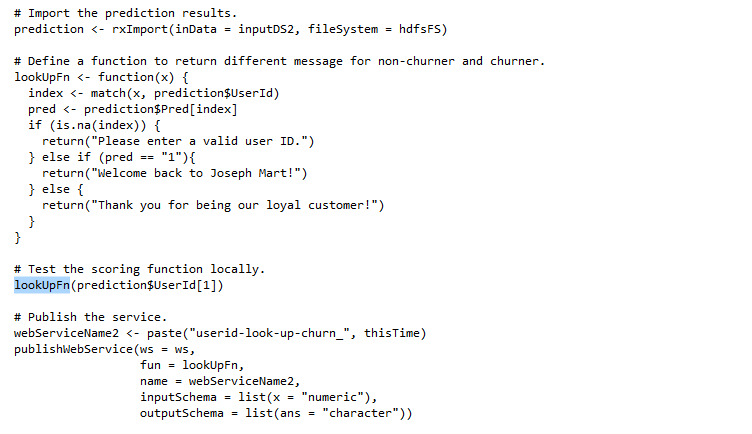 # Import the prediction results.
prediction <- rxImport(inData = inputDS2, fileSystem = hdfsFS)
# Define a function to return different message for non-churner and churner.
lookUpFn <- function(x) {
  index <- match(x, prediction$UserId)
  pred <- prediction$Pred[index]
  if (is.na(index)) {
    return("Please enter a valid user ID.")
  } else if (pred == "1"){
    return("Welcome back to Joseph Mart!")
  } else {
    return("Thank you for being our loyal customer!")
  }
}
# Test the scoring function locally.
lookUpFn(prediction$UserId[1])
# Publish the service.
webServiceName2 <- paste("userid-look-up-churn_", thisTime)
publishWebService(ws = ws,
                  fun = lookUpFn,
                  name = webServiceName2,
                  inputSchema = list(x = "numeric"),
                  outputSchema = list(ans = "character"))